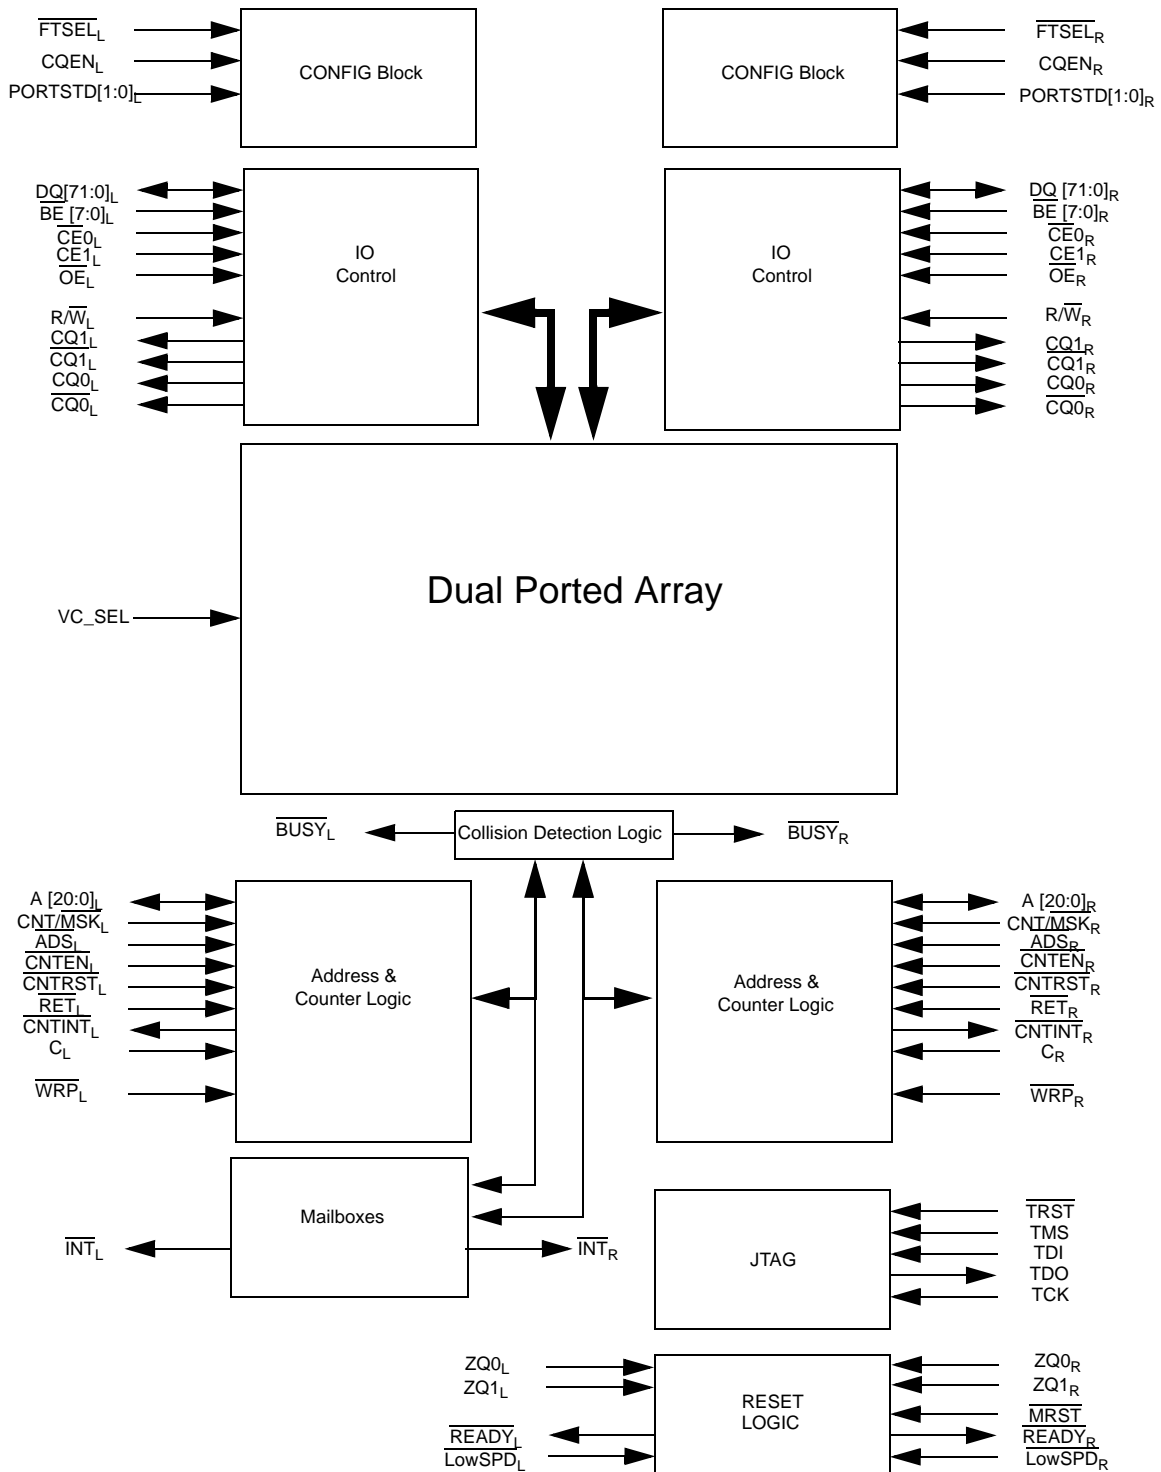 FTSEL_L
CQEN_L
PORTSTD[1:0]_L
CONFIG Block
CONFIG Block
FTSEL_R
CQEN_R
PORTSTD[1:0]_R
DQ[71:0]_L
BE [7:0]_L
CE0_L
CE1_L
OE_L
R/W_L
CQ1_L
CQ1_L
CQ0_L
CQ0_L
IO
Control
IO
Control
DQ [71:0]_R
BE [7:0]_R
CE0_R
CE1_R
OE_R
R/W_R
CQ1_R
CQ1_R
CQ0_R
CQ0_R
Dual Ported Array
VC_SEL
BUSY_L
Collision Detection Logic
BUSY_R
A [20:0]_L
CNT/MSK_L
ADS_L
CNTEN_L
CNTRST_L
RET_L
CNTINT_L
C_L
WRP_L
Address &
Counter Logic
Address &
Counter Logic
A [20:0]_R
CNT/MSK_R
ADS_R
CNTEN_R
CNTRST_R
RET_R
CNTINT_R
C_R
WRP_R
Mailboxes
INT_L
INT_R
JTAG
TRST
TMS
TDI
TDO
TCK
ZQ0_L
ZQ1_L
READY_L
LowSPD_L
RESET
LOGIC
ZQ0_R
ZQ1_R
MRST
READY_R
LowSPD_R